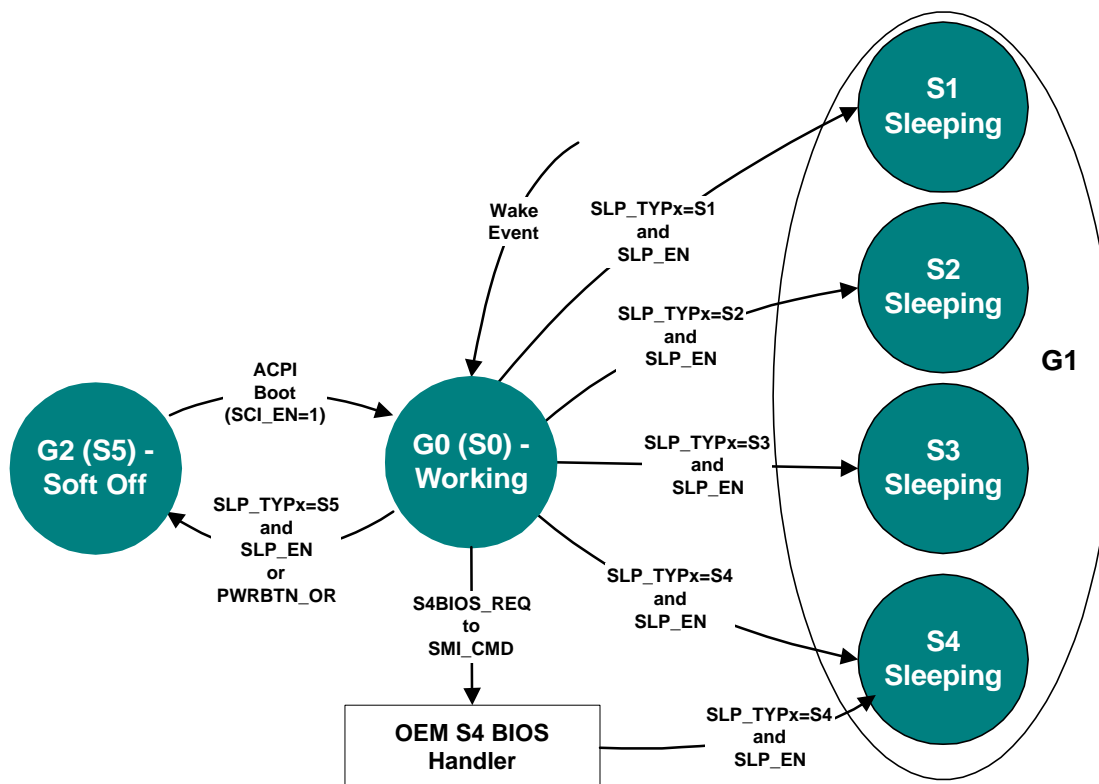 S1
Sleeping
Wake
Event
SLP_TYPx=S1
and
SLP_EN
S2
Sleeping
SLP_TYPx=S2
and
SLP_EN
G1
ACPI
Boot
(SCI_EN=1)
G2 (S5) -
Soft Off
G0 (S0) -
Working
SLP_TYPx=S3
and
SLP_EN
S3
Sleeping
SLP_TYPx=S5
and
SLP_EN
or
PWRBTN_OR
SLP_TYPx=S4
and
SLP_EN
S4BIOS_REQ
to
SMI_CMD
S4
Sleeping
OEM S4 BIOS
Handler
SLP_TYPx=S4
and
SLP_EN